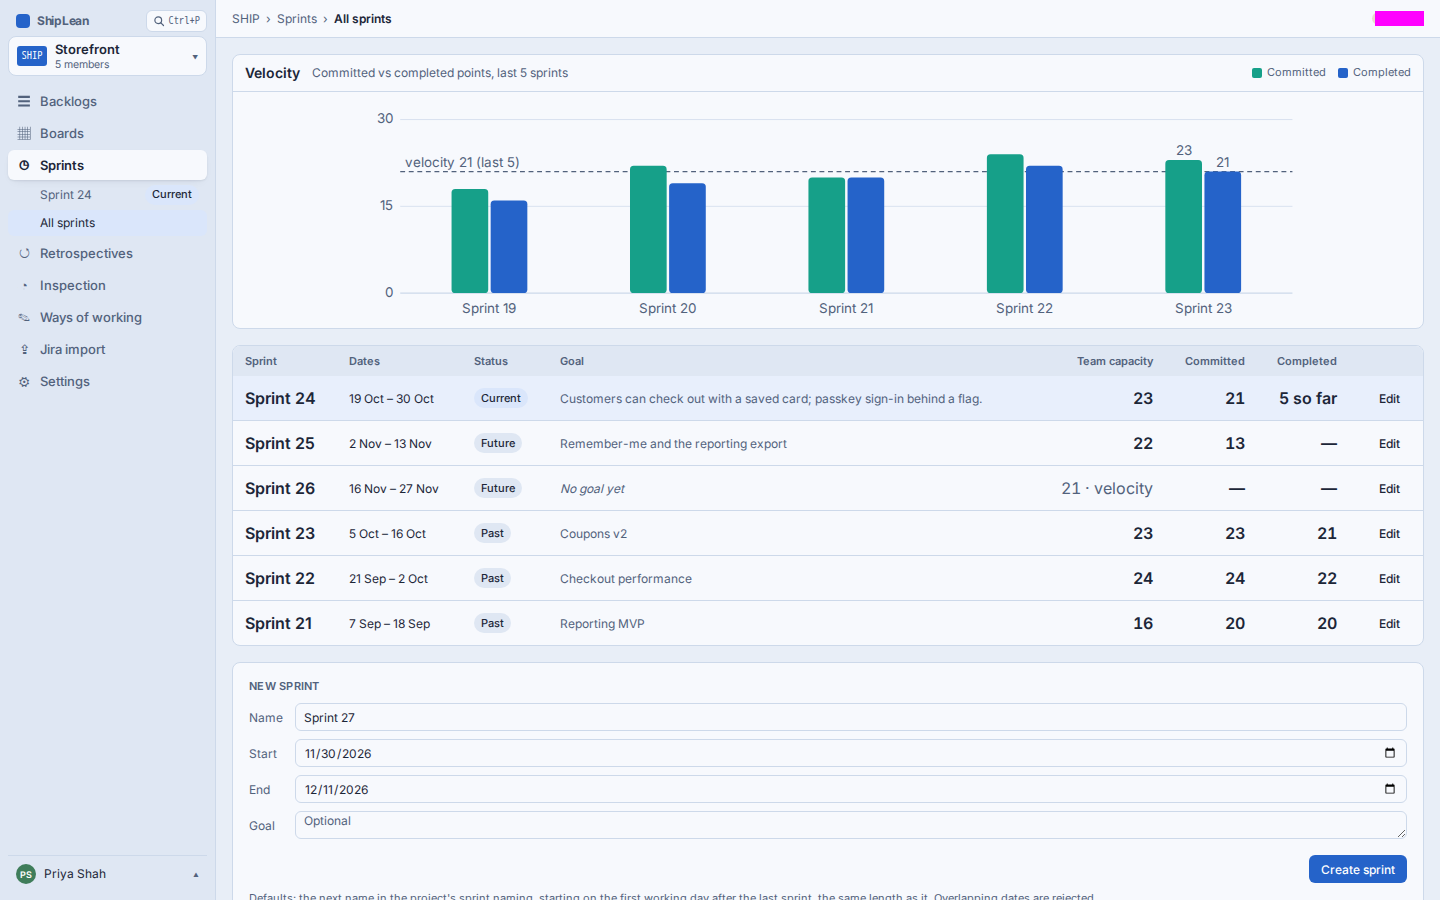 ShipLean
Ctrl+P
SHIP
Storefront
5 members
Backlogs
Boards
Sprints
Sprint 24
Current
All sprints
Retrospectives
Inspection
Ways of working
Jira import
Settings
PS
Priya Shah
SHIP › Sprints › All sprints
Velocity
Committed vs completed points, last 5 sprints
Committed
Completed
30
15
0
velocity 21 (last 5)
23
21
Sprint 19
Sprint 20
Sprint 21
Sprint 22
Sprint 23
Sprint Dates Status Goal Team capacity Committed Completed
Sprint 24 19 Oct – 30 Oct Current Customers can check out with a saved card; passkey sign-in behind a flag. 23 21 5 so far Edit
Sprint 25 2 Nov – 13 Nov Future Remember-me and the reporting export 22 13 — Edit
Sprint 26 16 Nov – 27 Nov Future No goal yet 21 · velocity — — Edit
Sprint 23 5 Oct – 16 Oct Past Coupons v2 23 23 21 Edit
Sprint 22 21 Sep – 2 Oct Past Checkout performance 24 24 22 Edit
Sprint 21 7 Sep – 18 Sep Past Reporting MVP 16 20 20 Edit
NEW SPRINT
Name Sprint 27
Start 11/30/2026
End 12/11/2026
Goal Optional
Create sprint
Defaults: the next name in the project's sprint naming, starting on the first working day after the last sprint, the same length as it. Overlapping dates are rejected.